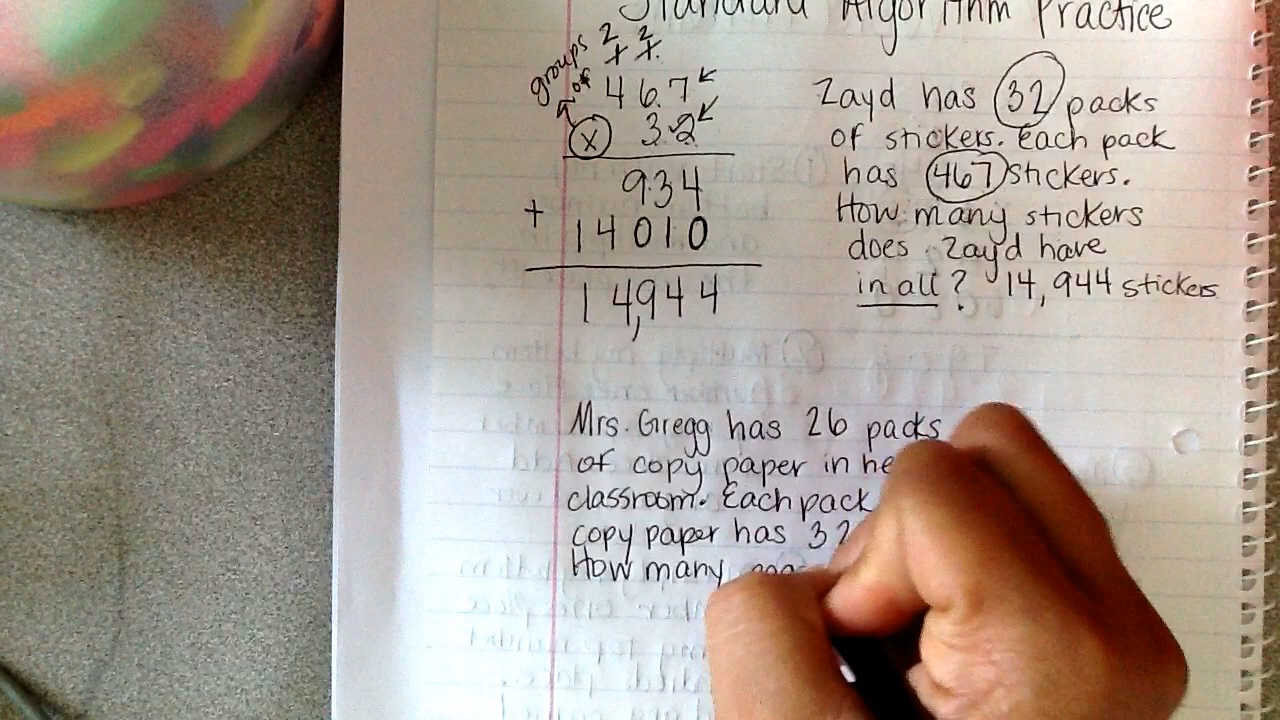 Standard Algorithm Practice
groups of
2 2
1 1
467
x 32
934
+ 14010
14,944
Zayd has 32 packs
of stickers. Each pack
has 467 stickers.
How many stickers
does Zayd have
in all? 14,944 stickers
Mrs. Gregg has 26 packs
of copy paper in
classroom. Each pack
copy paper has
How many